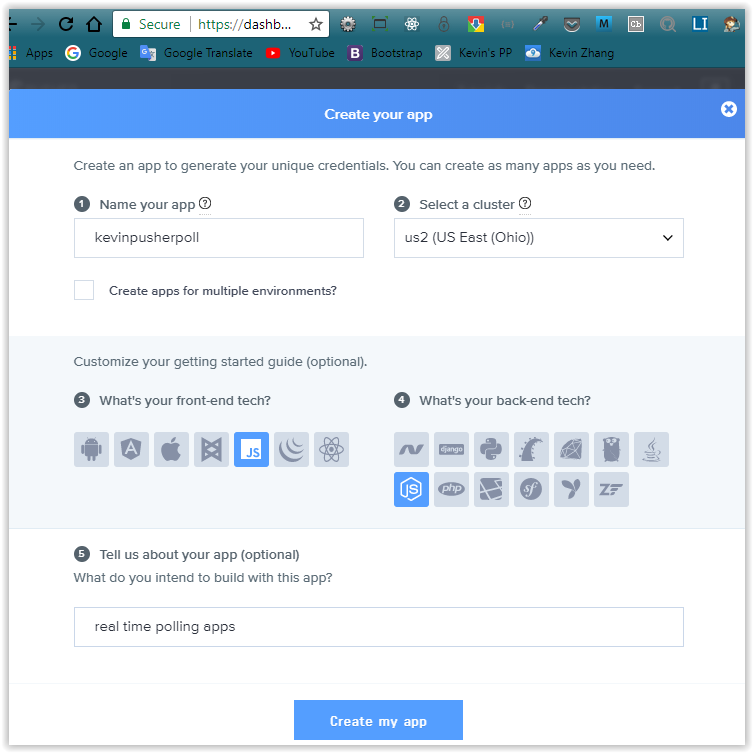 Secure https://dashb... M cb LI
Apps Google Google Translate YouTube B Bootstrap Kevin's PP Kevin Zhang
Create your app
Create an app to generate your unique credentials. You can create as many apps as you need.
1 Name your app ? 2 Select a cluster ?
kevinpusherpoll us2 (US East (Ohio))
Create apps for multiple environments?
Customize your getting started guide (optional).
3 What's your front-end tech? 4 What's your back-end tech?
JS django
JS php sf ZF
5 Tell us about your app (optional)
What do you intend to build with this app?
real time polling apps
Create my app